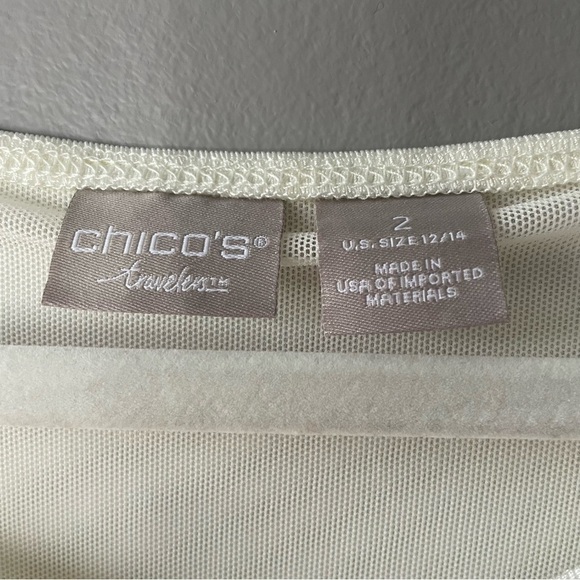 chico's®
travelers™
2
U.S. SIZE 12/14
MADE IN
USA OF IMPORTED
MATERIALS